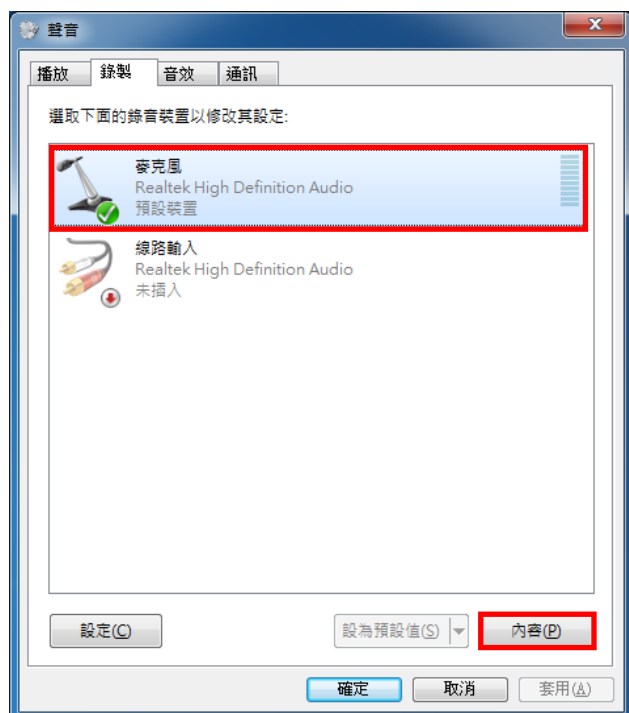 聲音
播放 錄製 音效 通訊
選取下面的錄音裝置以修改其設定:
麥克風
Realtek High Definition Audio
預設裝置
線路輸入
Realtek High Definition Audio
未插入
設定(C) 設為預設值(S) 內容(P)
確定 取消 套用(A)